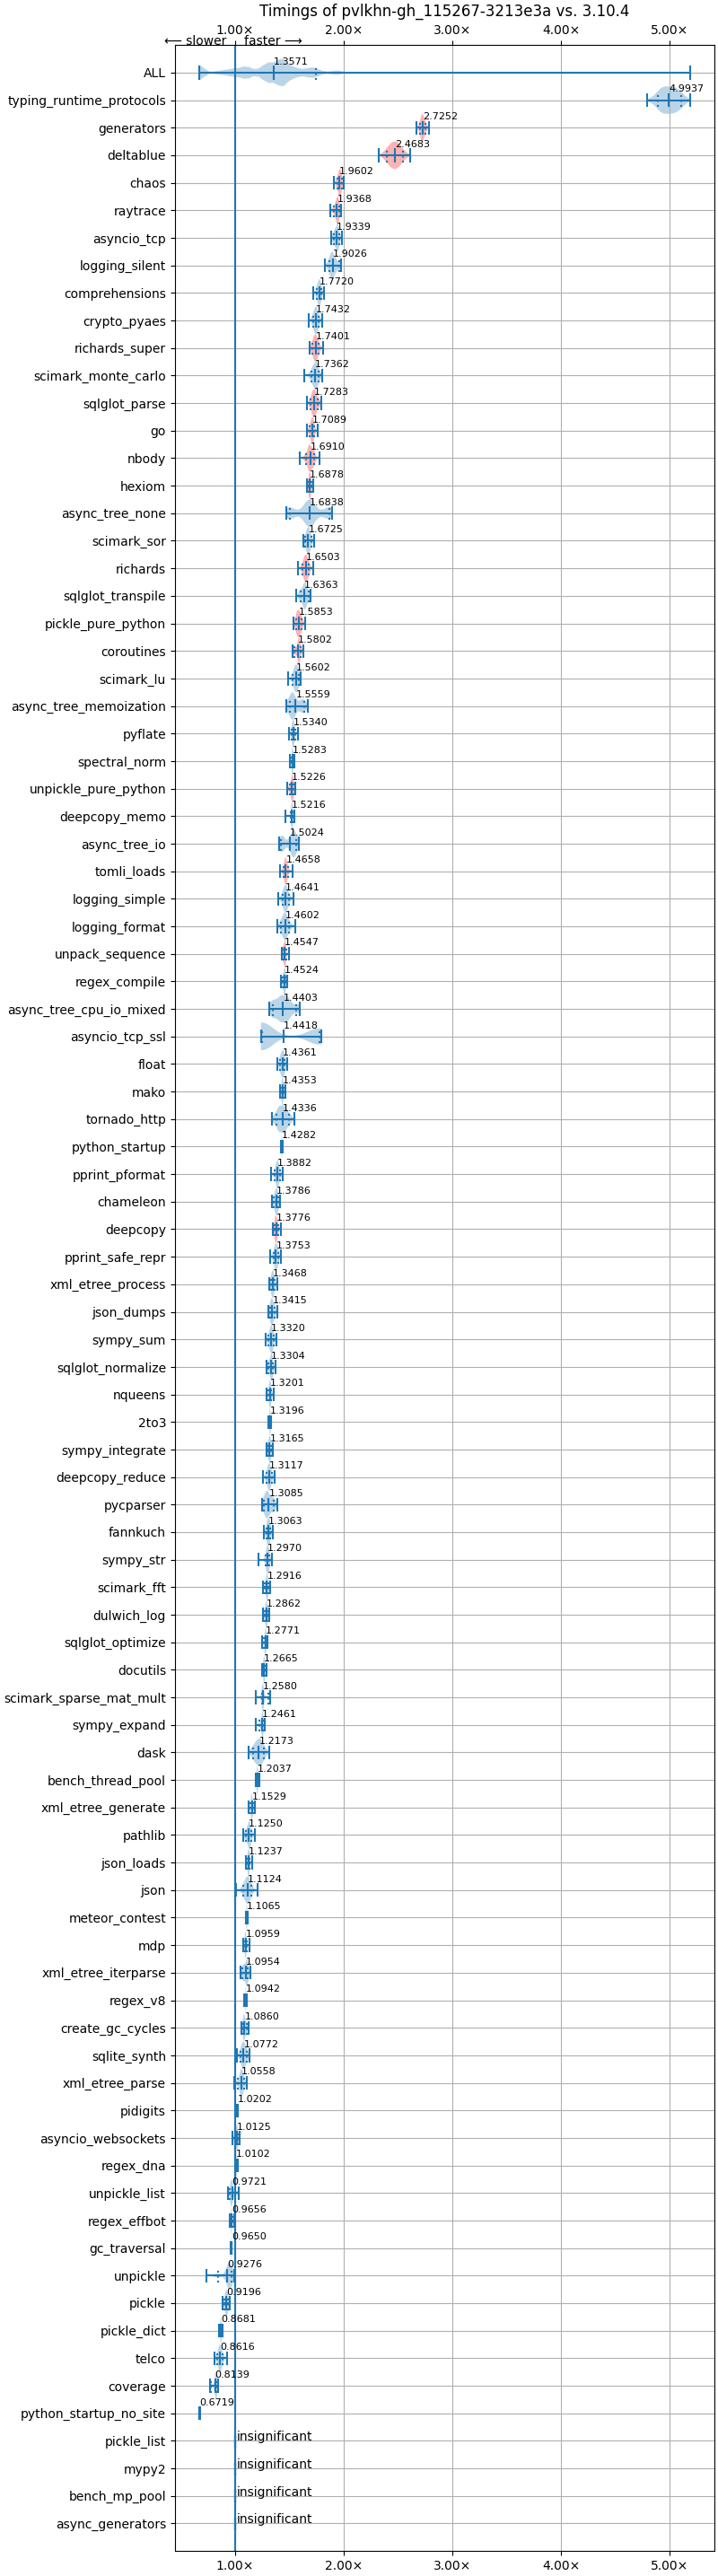 Timings of pvlkhn-gh_115267-3213e3a vs. 3.10.4
1.00× 2.00× 3.00× 4.00× 5.00×
⟵ slower faster ⟶
ALL 1.3571
typing_runtime_protocols 4.9937
generators 2.7252
deltablue 2.4683
chaos 1.9602
raytrace 1.9368
asyncio_tcp 1.9339
logging_silent 1.9026
comprehensions 1.7720
crypto_pyaes 1.7432
richards_super 1.7401
scimark_monte_carlo 1.7362
sqlglot_parse 1.7283
go 1.7089
nbody 1.6910
hexiom 1.6878
async_tree_none 1.6838
scimark_sor 1.6725
richards 1.6503
sqlglot_transpile 1.6363
pickle_pure_python 1.5853
coroutines 1.5802
scimark_lu 1.5602
async_tree_memoization 1.5559
pyflate 1.5340
spectral_norm 1.5283
unpickle_pure_python 1.5226
deepcopy_memo 1.5216
async_tree_io 1.5024
tomli_loads 1.4658
logging_simple 1.4641
logging_format 1.4602
unpack_sequence 1.4547
regex_compile 1.4524
async_tree_cpu_io_mixed 1.4403
asyncio_tcp_ssl 1.4418
float 1.4361
mako 1.4353
tornado_http 1.4336
python_startup 1.4282
pprint_pformat 1.3882
chameleon 1.3786
deepcopy 1.3776
pprint_safe_repr 1.3753
xml_etree_process 1.3468
json_dumps 1.3415
sympy_sum 1.3320
sqlglot_normalize 1.3304
nqueens 1.3201
2to3 1.3196
sympy_integrate 1.3165
deepcopy_reduce 1.3117
pycparser 1.3085
fannkuch 1.3063
sympy_str 1.2970
scimark_fft 1.2916
dulwich_log 1.2862
sqlglot_optimize 1.2771
docutils 1.2665
scimark_sparse_mat_mult 1.2580
sympy_expand 1.2461
dask 1.2173
bench_thread_pool 1.2037
xml_etree_generate 1.1529
pathlib 1.1250
json_loads 1.1237
json 1.1124
meteor_contest 1.1065
mdp 1.0959
xml_etree_iterparse 1.0954
regex_v8 1.0942
create_gc_cycles 1.0860
sqlite_synth 1.0772
xml_etree_parse 1.0558
pidigits 1.0202
asyncio_websockets 1.0125
regex_dna 1.0102
unpickle_list 0.9721
regex_effbot 0.9656
gc_traversal 0.9650
unpickle 0.9276
pickle 0.9196
pickle_dict 0.8681
telco 0.8616
coverage 0.8139
python_startup_no_site 0.6719
pickle_list insignificant
mypy2 insignificant
bench_mp_pool insignificant
async_generators insignificant
1.00× 2.00× 3.00× 4.00× 5.00×